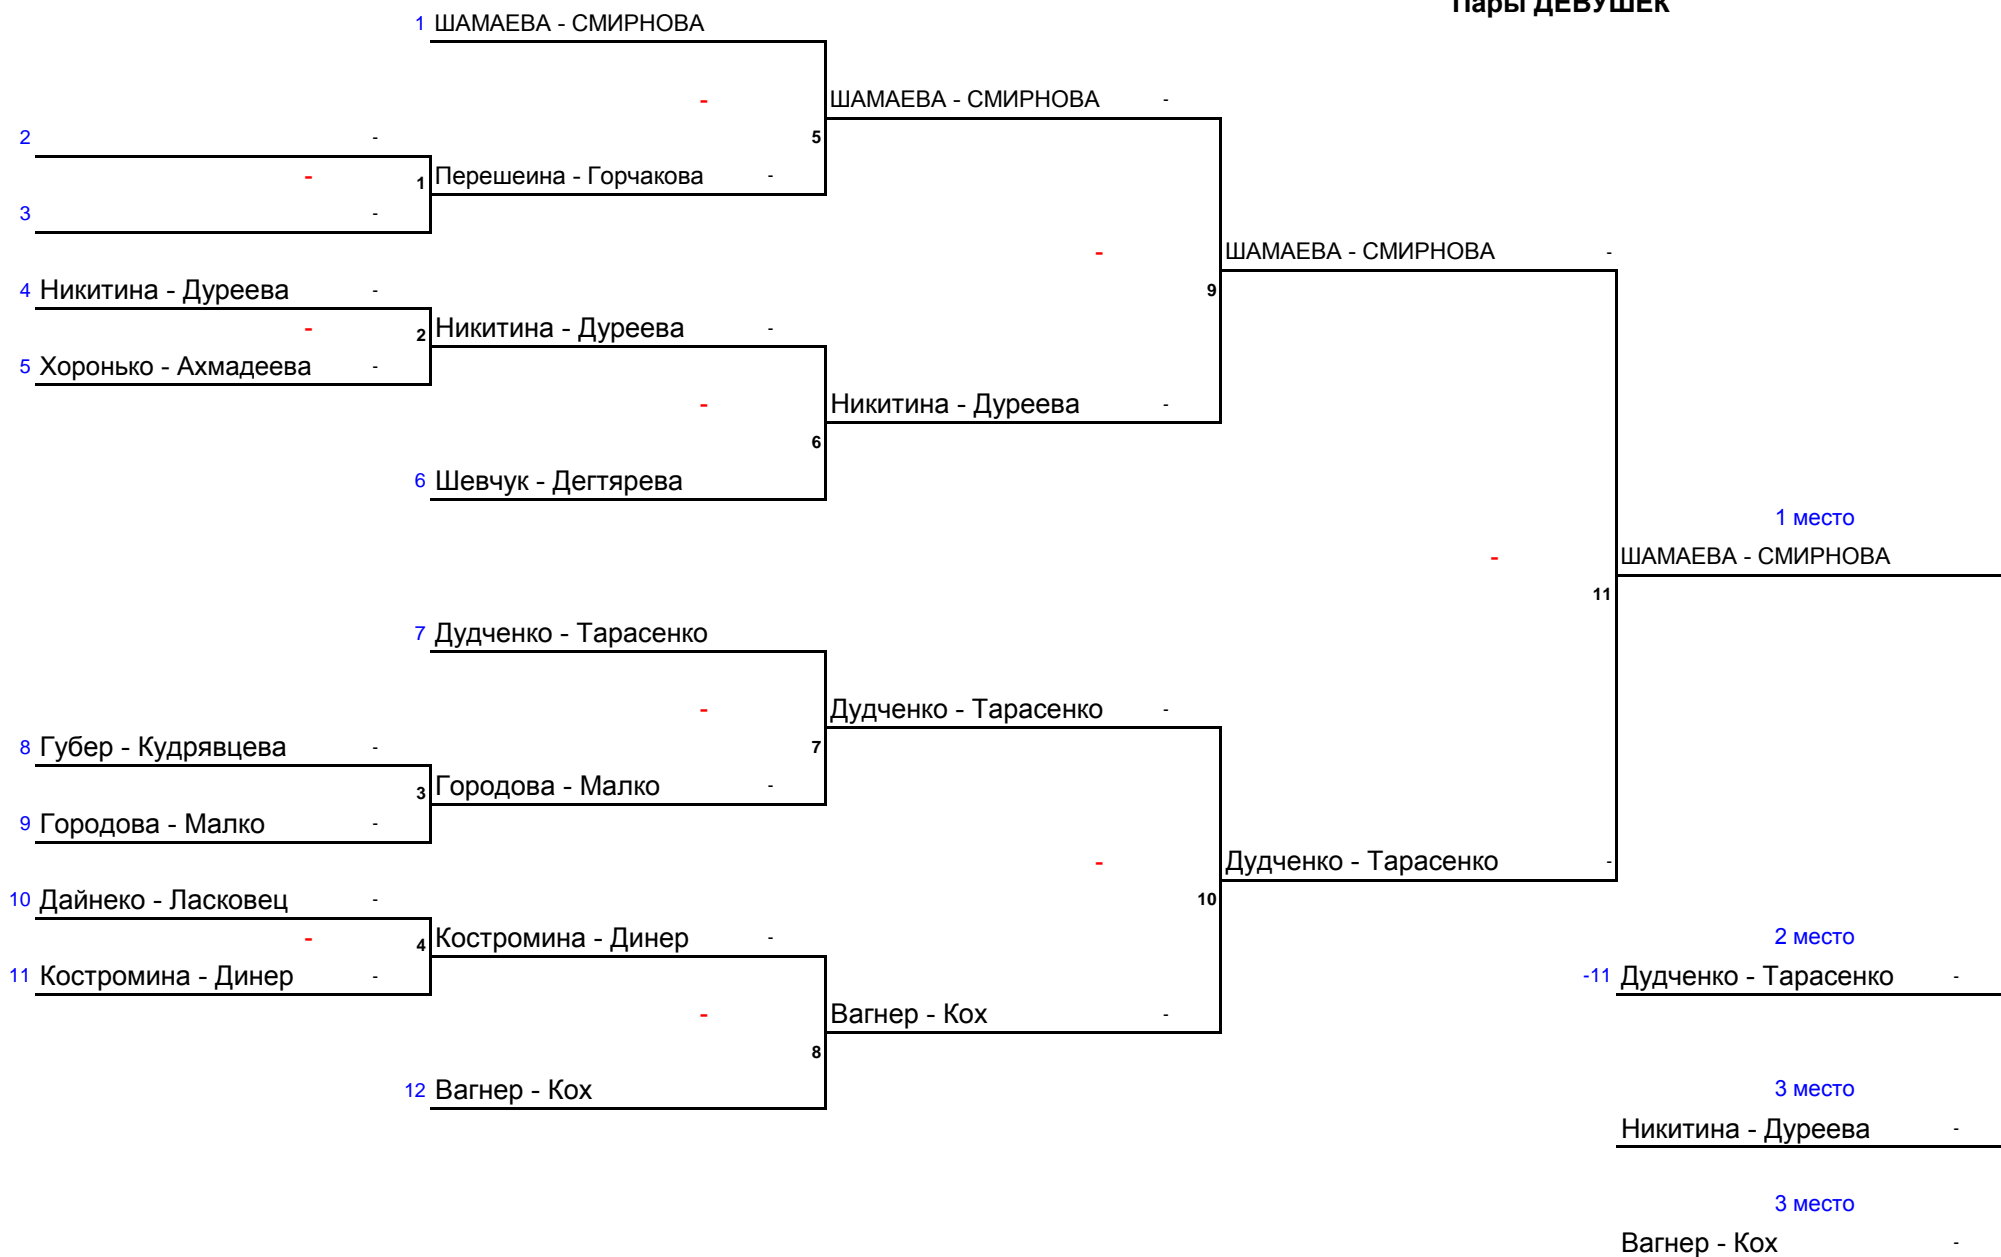 Пары ДЕВУШЕК
1 ШАМАЕВА - СМИРНОВА
- ШАМАЕВА - СМИРНОВА -
2 - 5
- 1 Перешеина - Горчакова -
3 -
- ШАМАЕВА - СМИРНОВА -
4 Никитина - Дуреева - 9
- 2 Никитина - Дуреева -
5 Хоронько - Ахмадеева -
- Никитина - Дуреева -
6
6 Шевчук - Дегтярева
1 место
- ШАМАЕВА - СМИРНОВА
11
7 Дудченко - Тарасенко
- Дудченко - Тарасенко -
8 Губер - Кудрявцева - 7
3 Городова - Малко -
9 Городова - Малко -
- Дудченко - Тарасенко -
10 Дайнеко - Ласковец - 10
- 4 Костромина - Динер - 2 место
11 Костромина - Динер - -11 Дудченко - Тарасенко -
- Вагнер - Кох -
8
12 Вагнер - Кох 3 место
Никитина - Дуреева -
3 место
Вагнер - Кох -